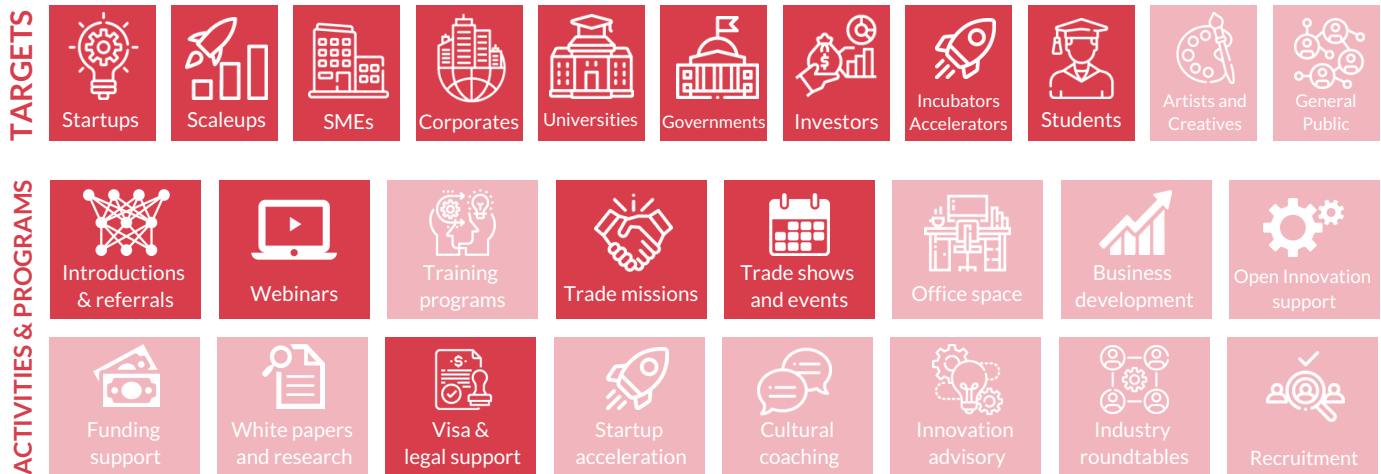 TARGETS
Startups
Scaleups
SMEs
Corporates
Universities
Governments
$
Investors
Incubators
Accelerators
Students
Artists and
Creatives
General
Public
ACTIVITIES & PROGRAMS
Introductions
& referrals
Webinars
Training
programs
Trade missions
Trade shows
and events
Office space
Business
development
Open Innovation
support
Funding
support
White papers
and research
$
Visa &
legal support
Startup
acceleration
Cultural
coaching
Innovation
advisory
Industry
roundtables
Recruitment